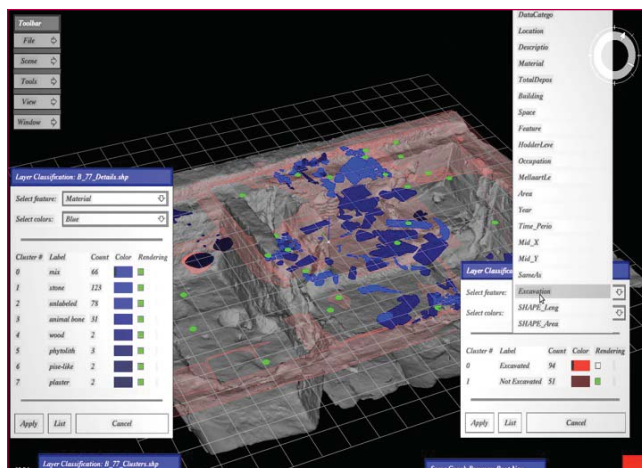 Toolbar
File
Scene
Tools
View
Window
DataCatego
Location
Descriptio
Material
TotalDepos
Building
Space
Feature
HodderLeve
Occupation
MellaartLe
Area
Year
Time_Perio
Mid_X
Mid_Y
SameAs
Excavation
SHAPE_Leng
SHAPE_Area
Layer Classification: B_77_Details.shp
Select feature: Material
Select colors: Blue
Cluster # Label Count Color Rendering
0 mix 66
1 stone 123
2 unlabeled 78
3 animal bone 31
4 wood 2
5 phytolith 3
6 pise-like 2
7 plaster 2
Apply List Cancel
Layer Classific
Select feature:
Select colors:
Cluster # Label Count Color Rendering
0 Excavated 94
1 Not Excavated 51
Apply List Cancel
Layer Classification: B_77_Clusters.shp